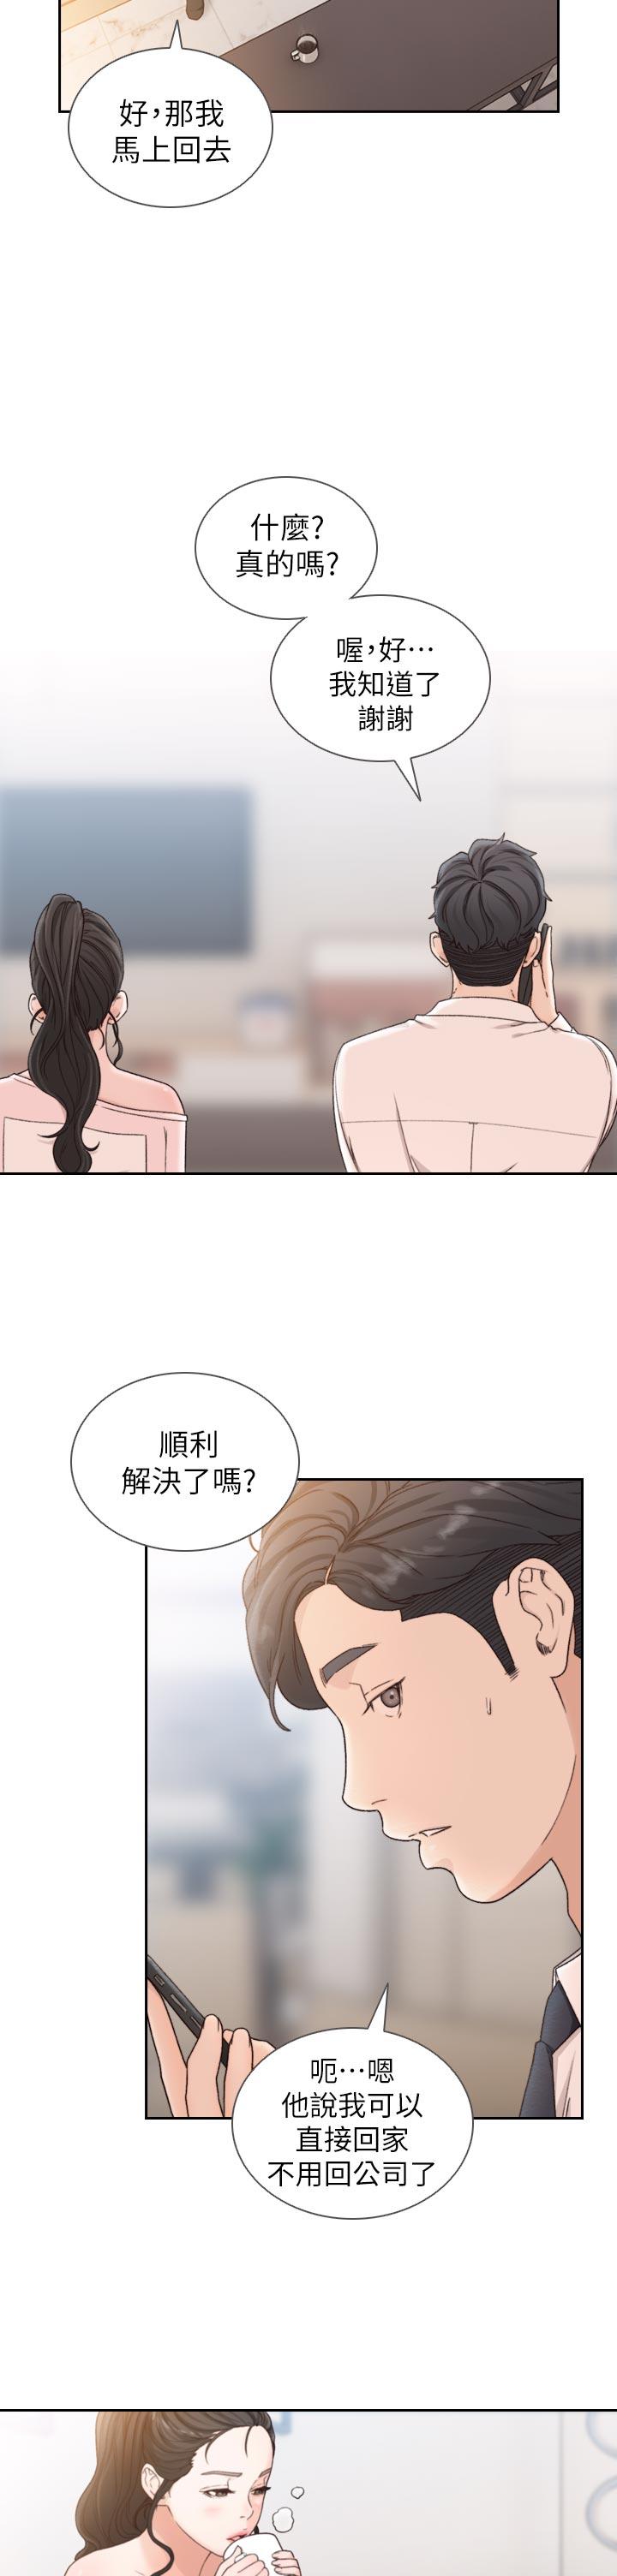 好，那我
馬上回去
什麼?
真的嗎?
喔，好⋯
我知道了
謝謝
順利
解決了嗎?
呃⋯嗯
他說我可以
直接回家
不用回公司了